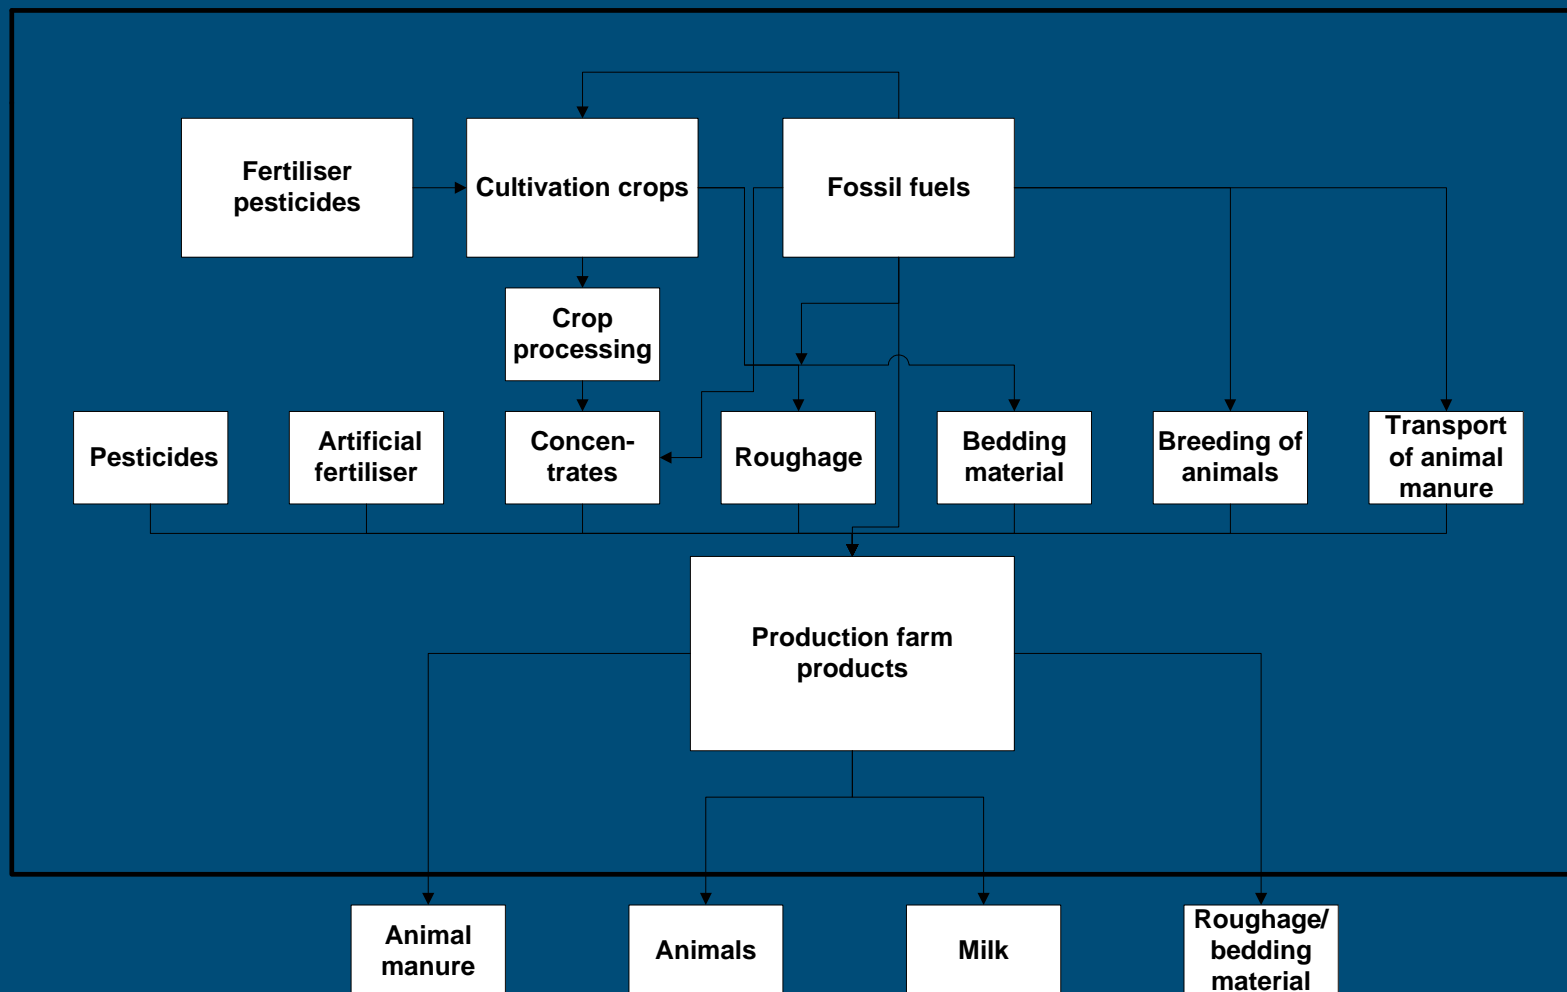 Fertiliser
pesticides
Cultivation crops
Fossil fuels
Crop
processing
Pesticides
Artificial
fertiliser
Concen-
trates
Roughage
Bedding
material
Breeding of
animals
Transport
of animal
manure
Production farm
products
Animal
manure
Animals
Milk
Roughage/
bedding
material